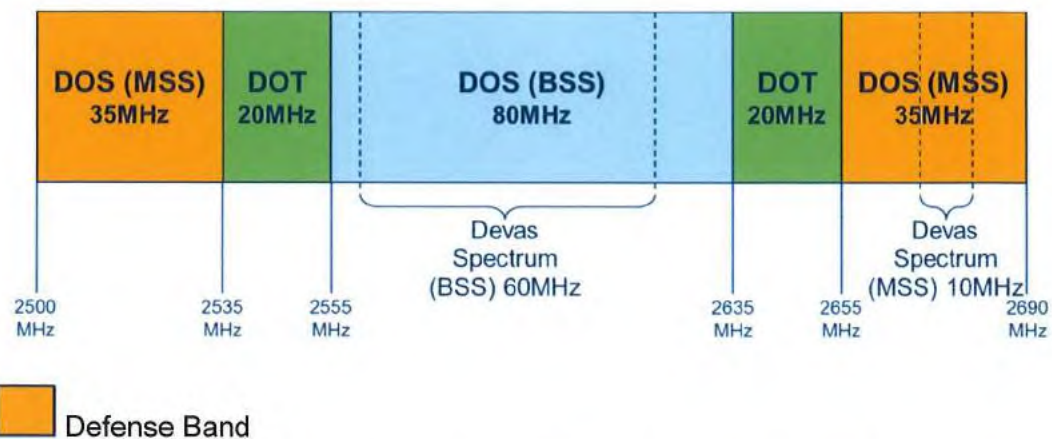 DOS (MSS)
35MHz
DOT
20MHz
DOS (BSS)
80MHz
DOT
20MHz
DOS (MSS)
35MHz
Devas
Spectrum
(BSS) 60MHz
Devas
Spectrum
(MSS) 10MHz
2500
MHz
2535
MHz
2555
MHz
2635
MHz
2655
MHz
2690
MHz
Defense Band